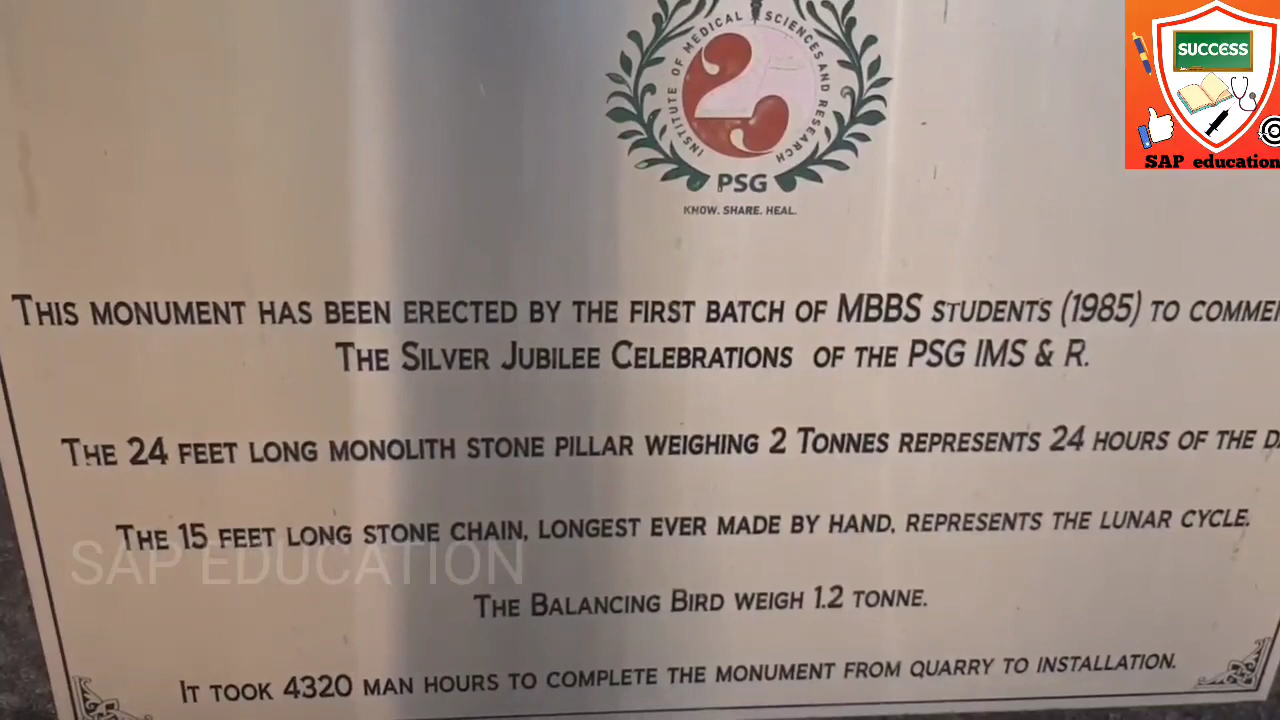 INSTITUTE OF MEDICAL SCIENCES AND RESEARCH
25
PSG
KNOW. SHARE. HEAL.
SUCCESS
SAP education
THIS MONUMENT HAS BEEN ERECTED BY THE FIRST BATCH OF MBBS STUDENTS (1985) TO
THE SILVER JUBILEE CELEBRATIONS OF THE PSG IMS & R.
THE 24 FEET LONG MONOLITH STONE PILLAR WEIGHING 2 TONNES REPRESENTS 24 HOURS OF THE
THE 15 FEET LONG STONE CHAIN, LONGEST EVER MADE BY HAND, REPRESENTS THE LUNAR CYCLE.
SAP EDUCATION
THE BALANCING BIRD WEIGH 1.2 TONNE.
IT TOOK 4320 MAN HOURS TO COMPLETE THE MONUMENT FROM QUARRY TO INSTALLATION.